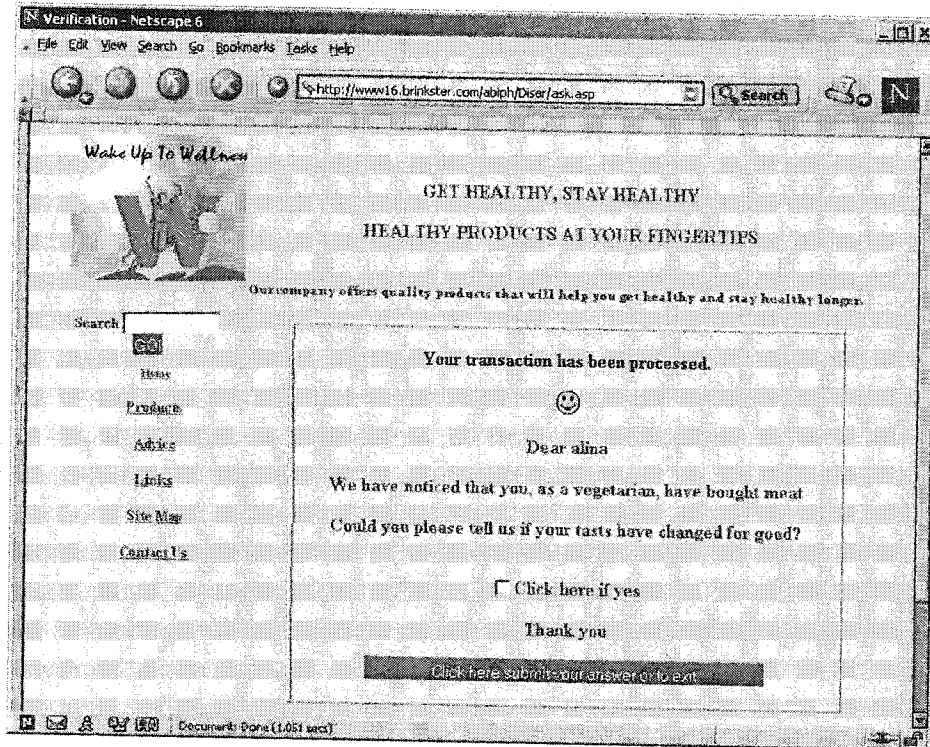 Verification - Netscape 6
File Edit View Search Go Bookmarks Tasks Help
http://www16.brinkster.com/abiph/Diser/ask.asp
Search
N
Wake Up To Wellness
GET HEALTHY, STAY HEALTHY
HEALTHY PRODUCTS AT YOUR FINGERTIPS
Our company offers quality products that will help you get healthy and stay healthy longer.
Search
GO
Home
Products
Advice
Links
Site Map
Contact Us
Your transaction has been processed.
Dear alina
We have noticed that you, as a vegetarian, have bought meat
Could you please tell us if your tasts have changed for good?
Click here if yes
Thank you
Click here submit your answer or to exit
Document: Done (1.051 secs)